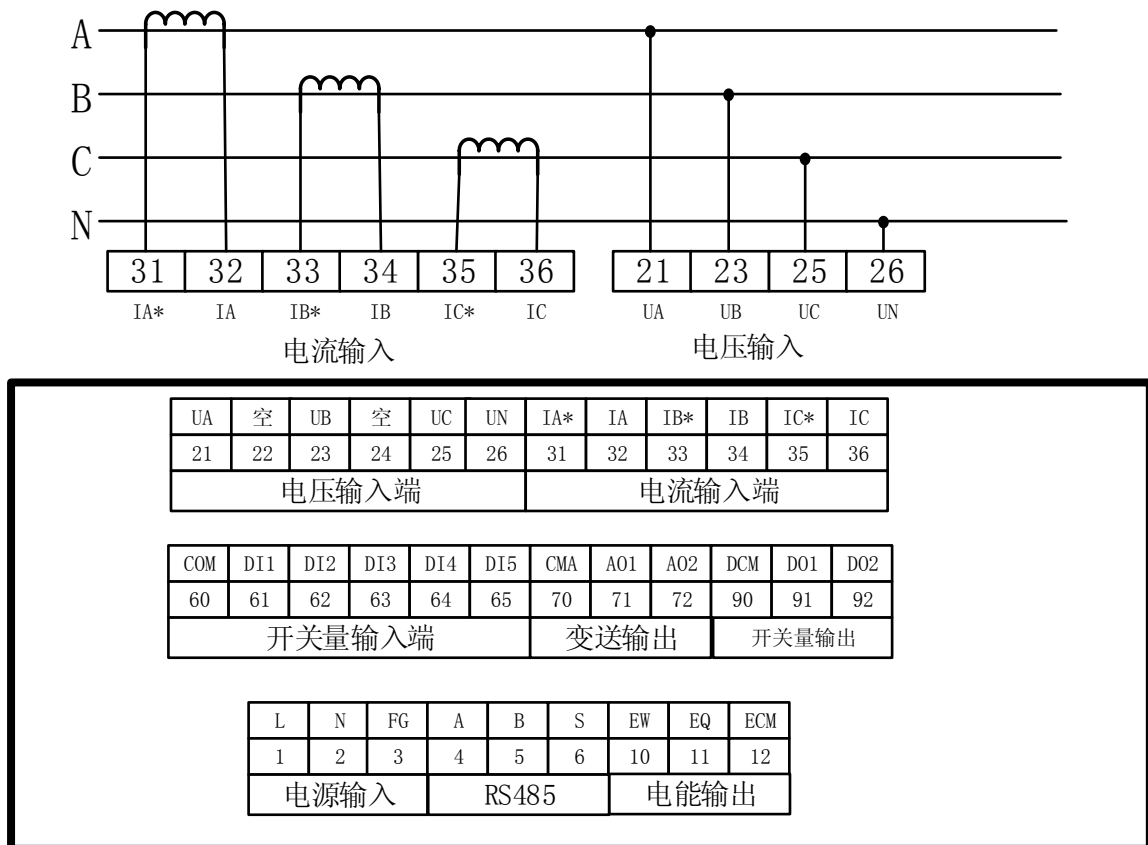 A
B
C
N
31 32 33 34 35 36 21 23 25 26
IA* IA IB* IB IC* IC UA UB UC UN
电流输入 电压输入
UA 空 UB 空 UC UN IA* IA IB* IB IC* IC
21 22 23 24 25 26 31 32 33 34 35 36
电压输入端 电流输入端
COM DI1 DI2 DI3 DI4 DI5 CMA AO1 AO2 DCM DO1 DO2
60 61 62 63 64 65 70 71 72 90 91 92
开关量输入端 变送输出 开关量输出
L N FG A B S EW EQ ECM
1 2 3 4 5 6 10 11 12
电源输入 RS485 电能输出